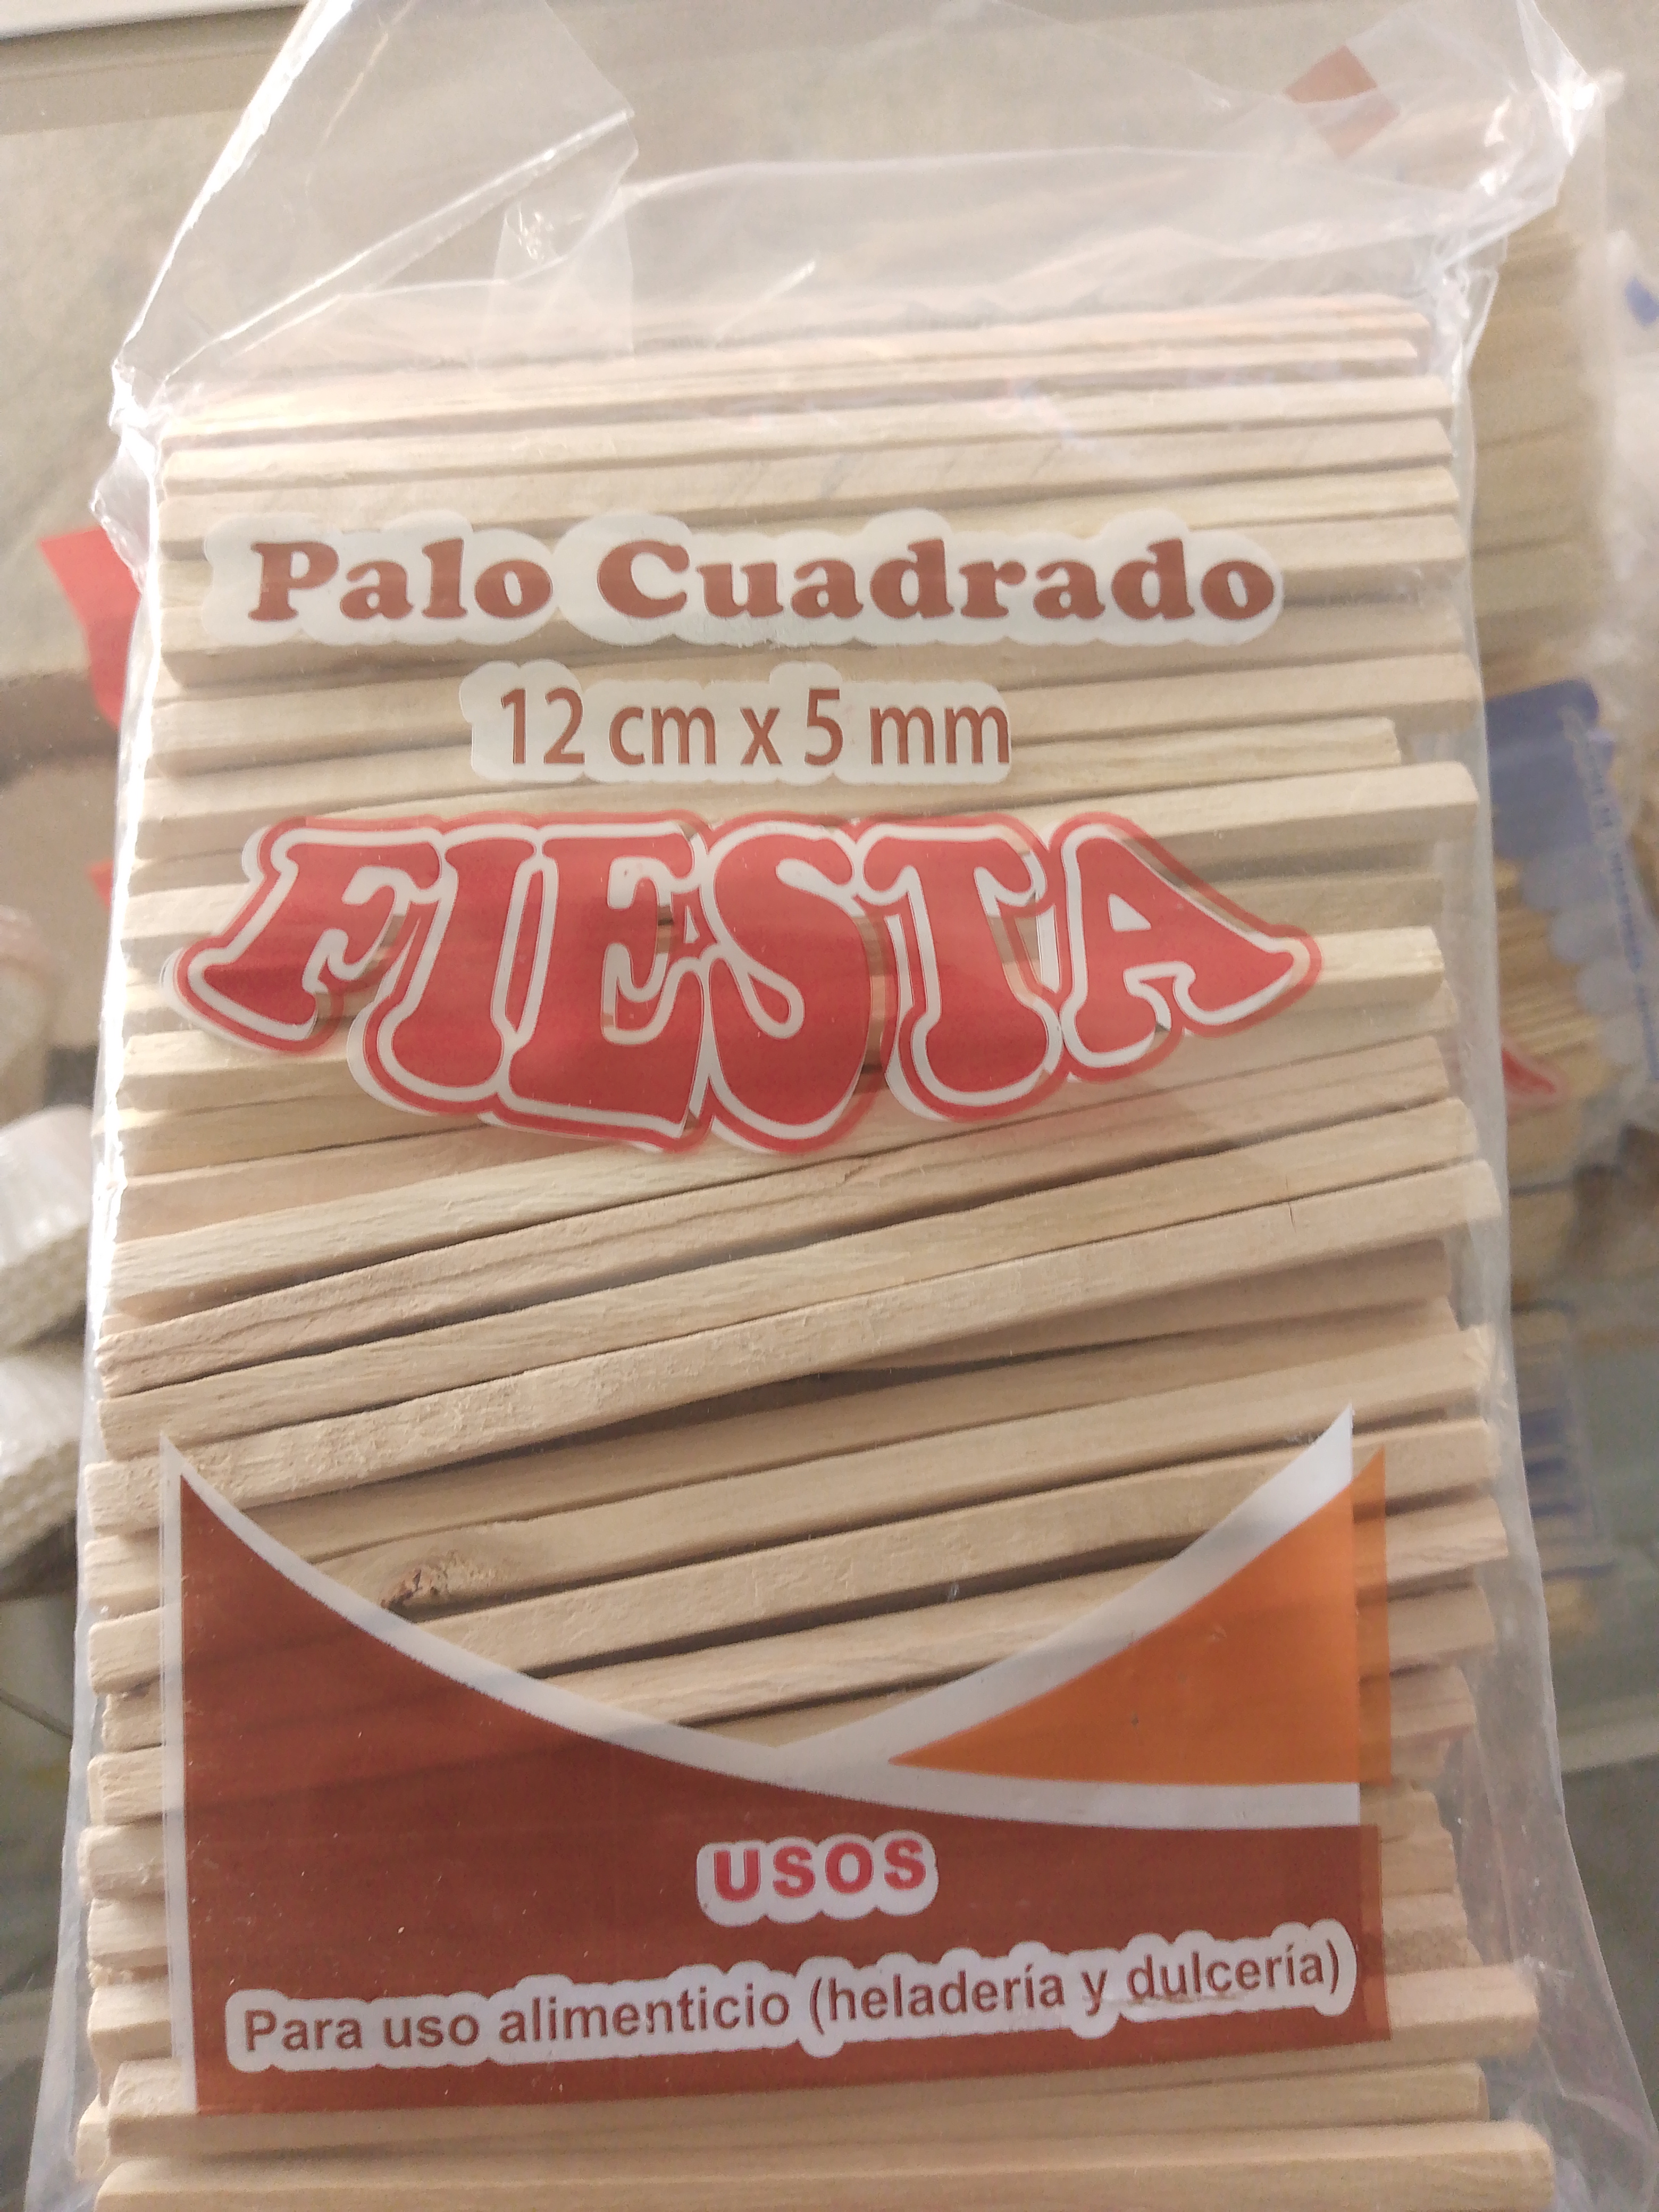 Palo Cuadrado
12 cm x 5 mm
FIESTA
USOS
Para uso alimenticio (heladería y dulcería)